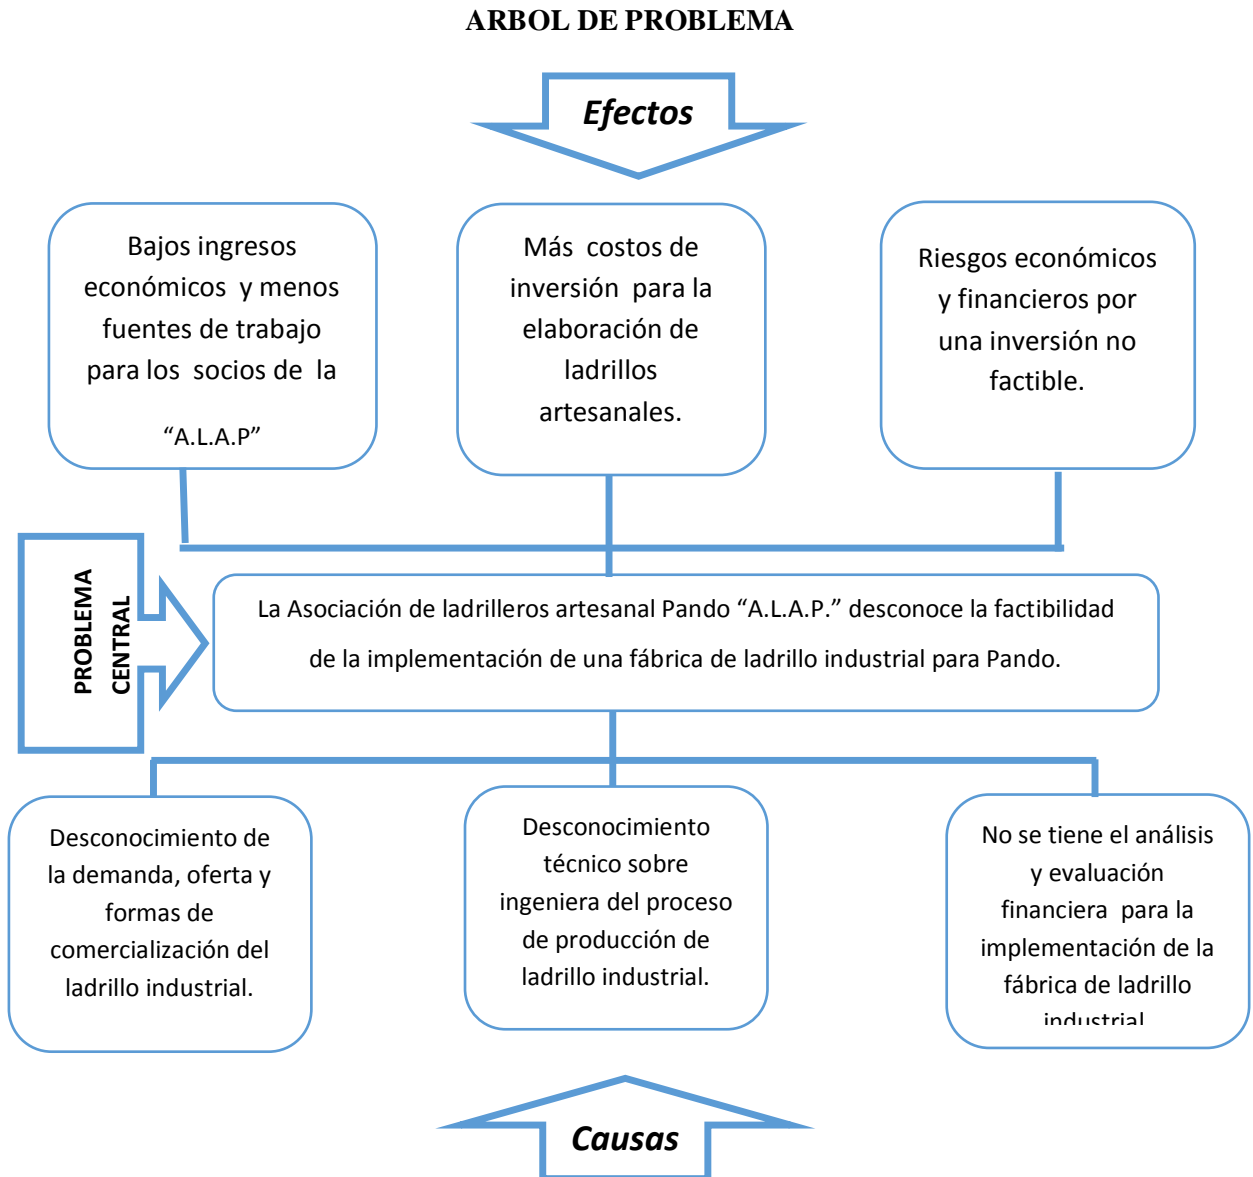 ARBOL DE PROBLEMA
Efectos
Bajos ingresos
económicos  y menos
fuentes de trabajo
para los  socios de  la
“A.L.A.P”
Más  costos de
inversión  para la
elaboración de
ladrillos
artesanales.
Riesgos económicos
y financieros por
una inversión no
factible.
PROBLEMA
CENTRAL
La Asociación de ladrilleros artesanal Pando “A.L.A.P.” desconoce la factibilidad
de la implementación de una fábrica de ladrillo industrial para Pando.
Desconocimiento de
la demanda, oferta y
formas de
comercialización del
ladrillo industrial.
Desconocimiento
técnico sobre
ingeniera del proceso
de producción de
ladrillo industrial.
No se tiene el análisis
y evaluación
financiera  para la
implementación de la
fábrica de ladrillo
industrial
Causas